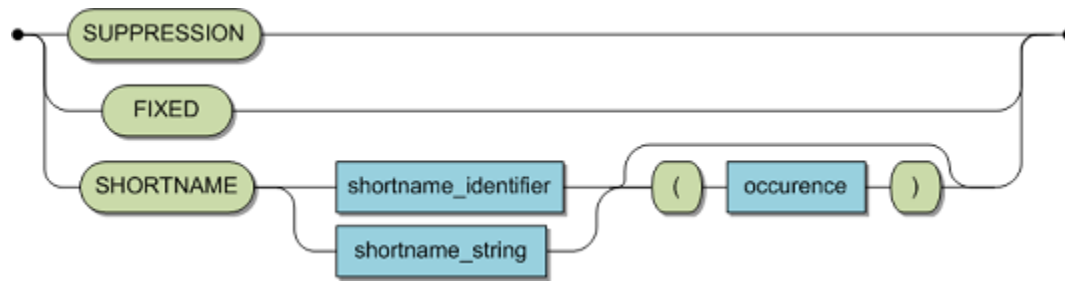 SUPPRESSION
FIXED
SHORTNAME shortname_identifier ( occurence )
shortname_string